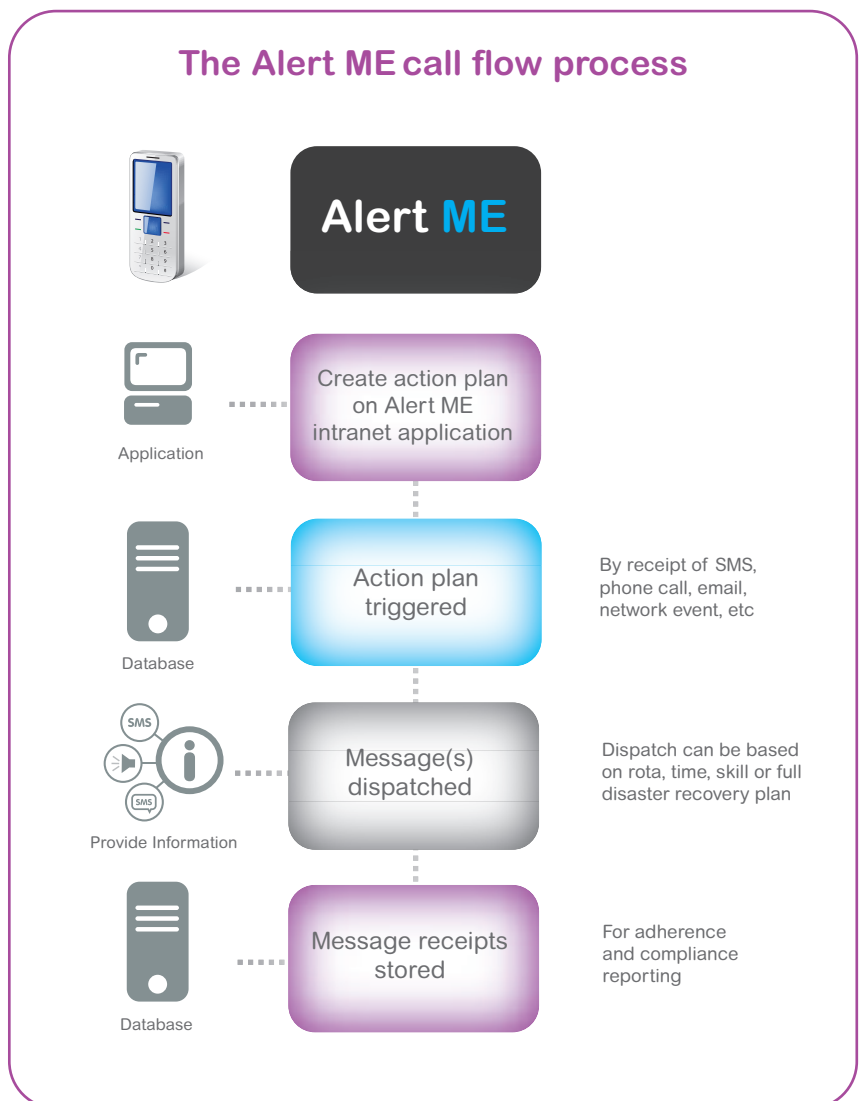 The Alert ME call flow process
Alert ME
Create action plan
on Alert ME
intranet application
Application
Action plan
triggered
By receipt of SMS,
phone call, email,
network event, etc
Database
SMS
SMS
Message(s)
dispatched
Dispatch can be based
on rota, time, skill or full
disaster recovery plan
Provide Information
Message receipts
stored
For adherence
and compliance
reporting
Database